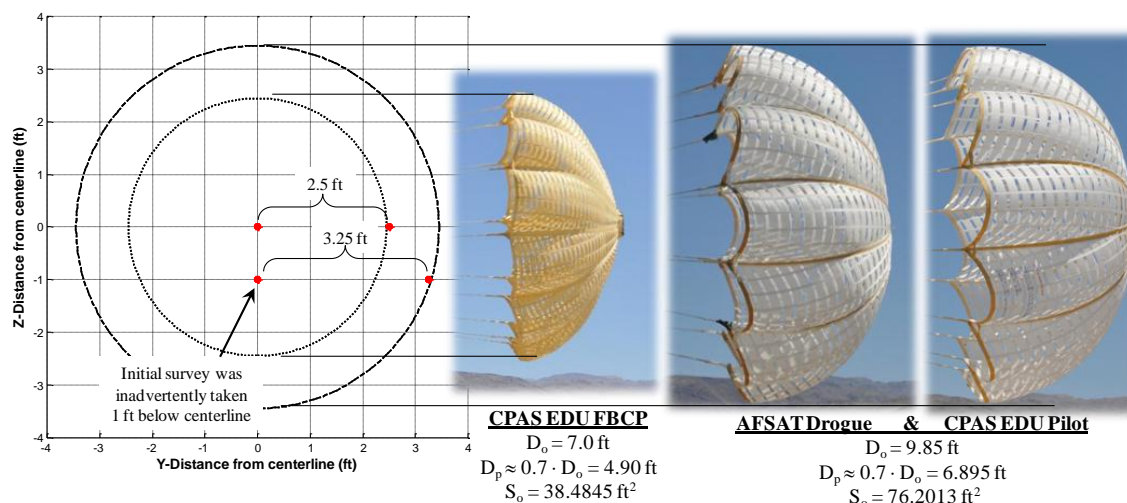 4
3
2
1
0
-1
-2
-3
-4
Z-Distance from centerline (ft)
2.5 ft
3.25 ft
Initial survey was
inadvertently taken
1 ft below centerline
-4 -3 -2 -1 0 1 2 3 4
Y-Distance from centerline (ft)
CPAS EDU FBCP
Dₒ = 7.0 ft
Dₚ ≈ 0.7 · Dₒ = 4.90 ft
Sₒ = 38.4845 ft²
AFSAT Drogue & CPAS EDU Pilot
Dₒ = 9.85 ft
Dₚ ≈ 0.7 · Dₒ = 6.895 ft
Sₒ = 76.2013 ft²